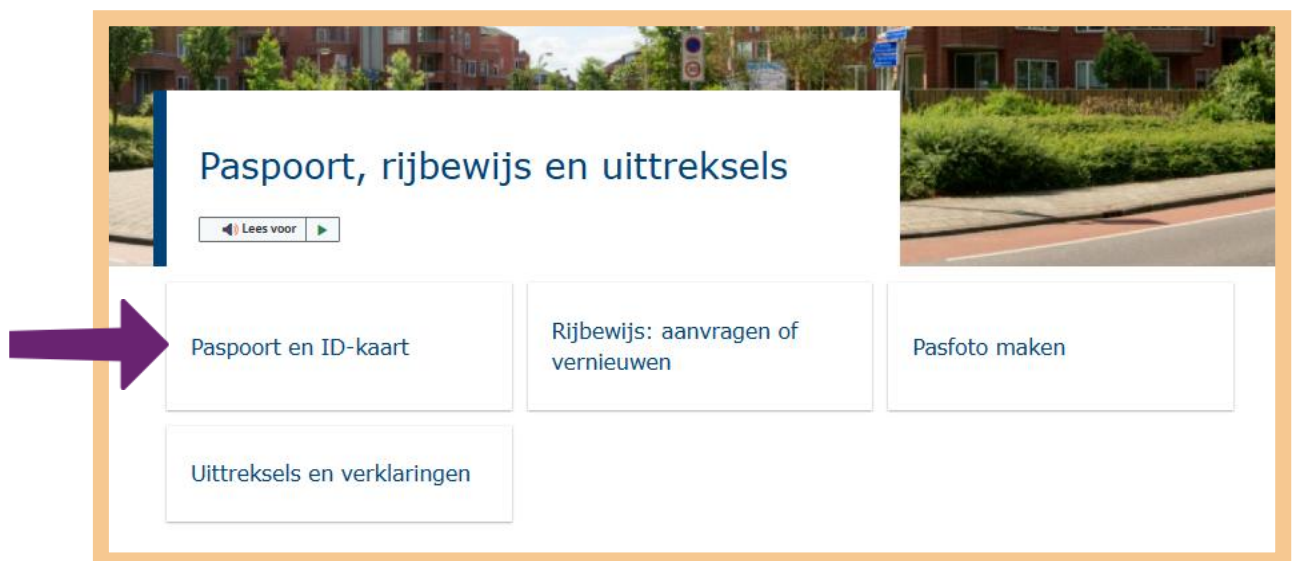 Paspoort, rijbewijs en uittreksels
Lees voor
Paspoort en ID-kaart
Rijbewijs: aanvragen of
vernieuwen
Pasfoto maken
Uittreksels en verklaringen